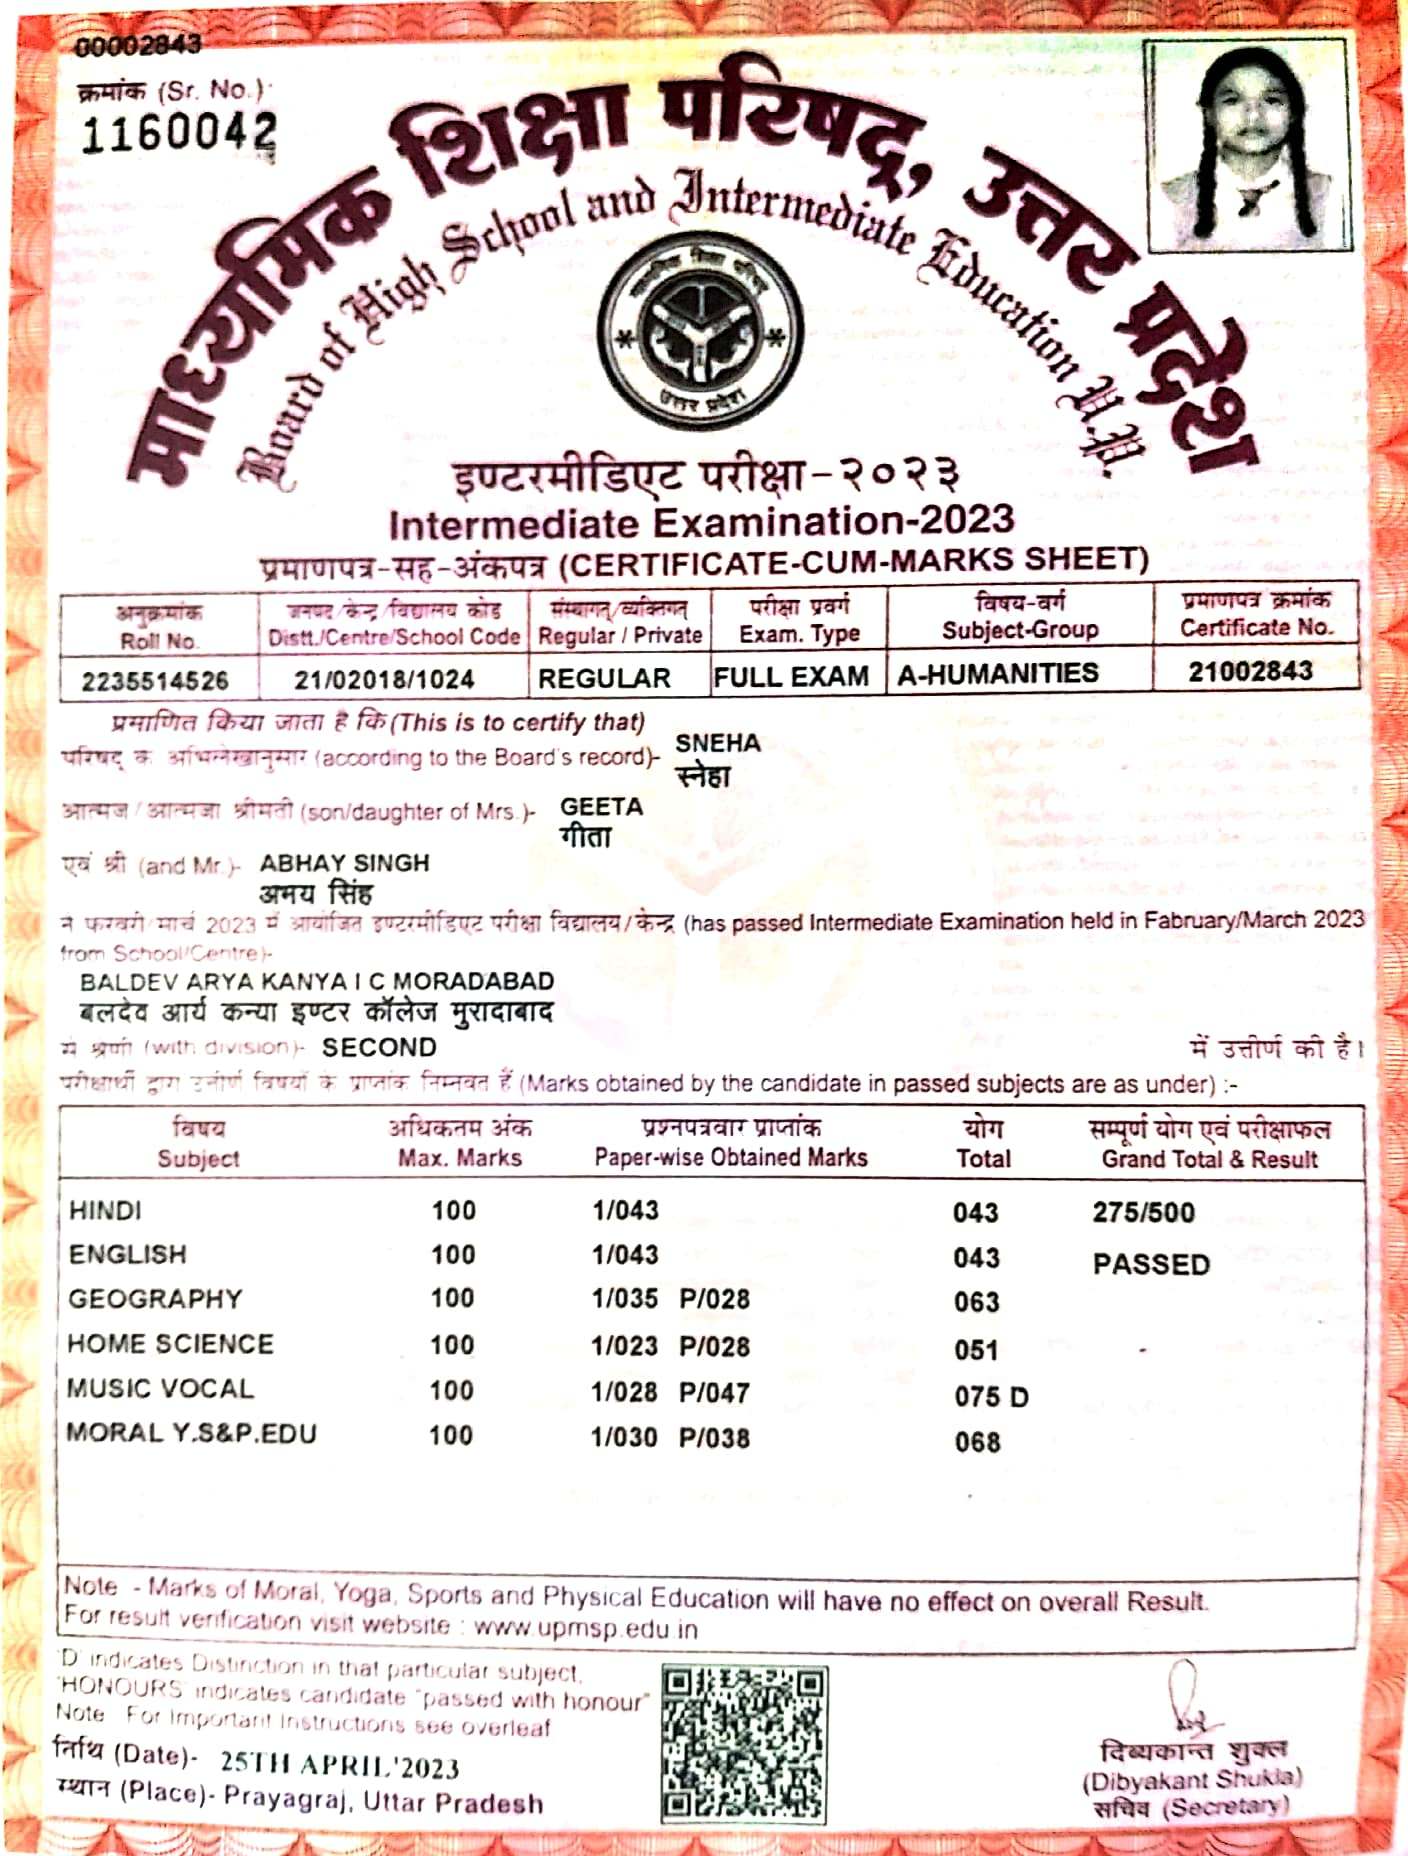 00002843
क्रमांक (Sr. No.)
1160042
माध्यमिक शिक्षा परिषद्, उत्तर प्रदेश
Board of High School and Intermediate Education U.P.
माध्यमिक शिक्षा परिषद
उत्तर प्रदेश
इण्टरमीडिएट परीक्षा-२०२३
Intermediate Examination-2023
प्रमाणपत्र-सह-अंकपत्र (CERTIFICATE-CUM-MARKS SHEET)
अनुक्रमांक जनपद/केन्द्र/विद्यालय कोड संस्थागत/व्यक्तिगत परीक्षा प्रवर्ग विषय-वर्ग प्रमाणपत्र क्रमांक
Roll No. Distt./Centre/School Code Regular / Private Exam. Type Subject-Group Certificate No.
2235514526 21/02018/1024 REGULAR FULL EXAM A-HUMANITIES 21002843
प्रमाणित किया जाता है कि (This is to certify that)
परिषद् के अभिलेखानुसार (according to the Board's record)- SNEHA
स्नेहा
आत्मज / आत्मजा श्रीमती (son/daughter of Mrs.)- GEETA
गीता
एवं श्री (and Mr.)- ABHAY SINGH
अभय सिंह
ने फरवरी/मार्च 2023 में आयोजित इण्टरमीडिएट परीक्षा विद्यालय/केन्द्र (has passed Intermediate Examination held in Fabruary/March 2023
from School/Centre)-
BALDEV ARYA KANYA I C MORADABAD
बलदेव आर्य कन्या इण्टर कॉलेज मुरादाबाद
से श्रेणी (with division)- SECOND में उत्तीर्ण की है।
परीक्षार्थी द्वारा उत्तीर्ण विषयों के प्राप्तांक निम्नवत हैं (Marks obtained by the candidate in passed subjects are as under) :-
विषय अधिकतम अंक प्रश्नपत्रवार प्राप्तांक योग सम्पूर्ण योग एवं परीक्षाफल
Subject Max. Marks Paper-wise Obtained Marks Total Grand Total & Result
HINDI 100 1/043 043 275/500
ENGLISH 100 1/043 043 PASSED
GEOGRAPHY 100 1/035 P/028 063
HOME SCIENCE 100 1/023 P/028 051
MUSIC VOCAL 100 1/028 P/047 075 D
MORAL Y.S&P.EDU 100 1/030 P/038 068
Note - Marks of Moral, Yoga, Sports and Physical Education will have no effect on overall Result.
For result verification visit website : www.upmsp.edu.in
'D' indicates Distinction in that particular subject,
'HONOURS' indicates candidate "passed with honour"
Note For Important Instructions see overleaf
तिथि (Date)- 25TH APRIL'2023
स्थान (Place)- Prayagraj, Uttar Pradesh
दिब्यकान्त शुक्ल
(Dibyakant Shukla)
सचिव (Secretary)